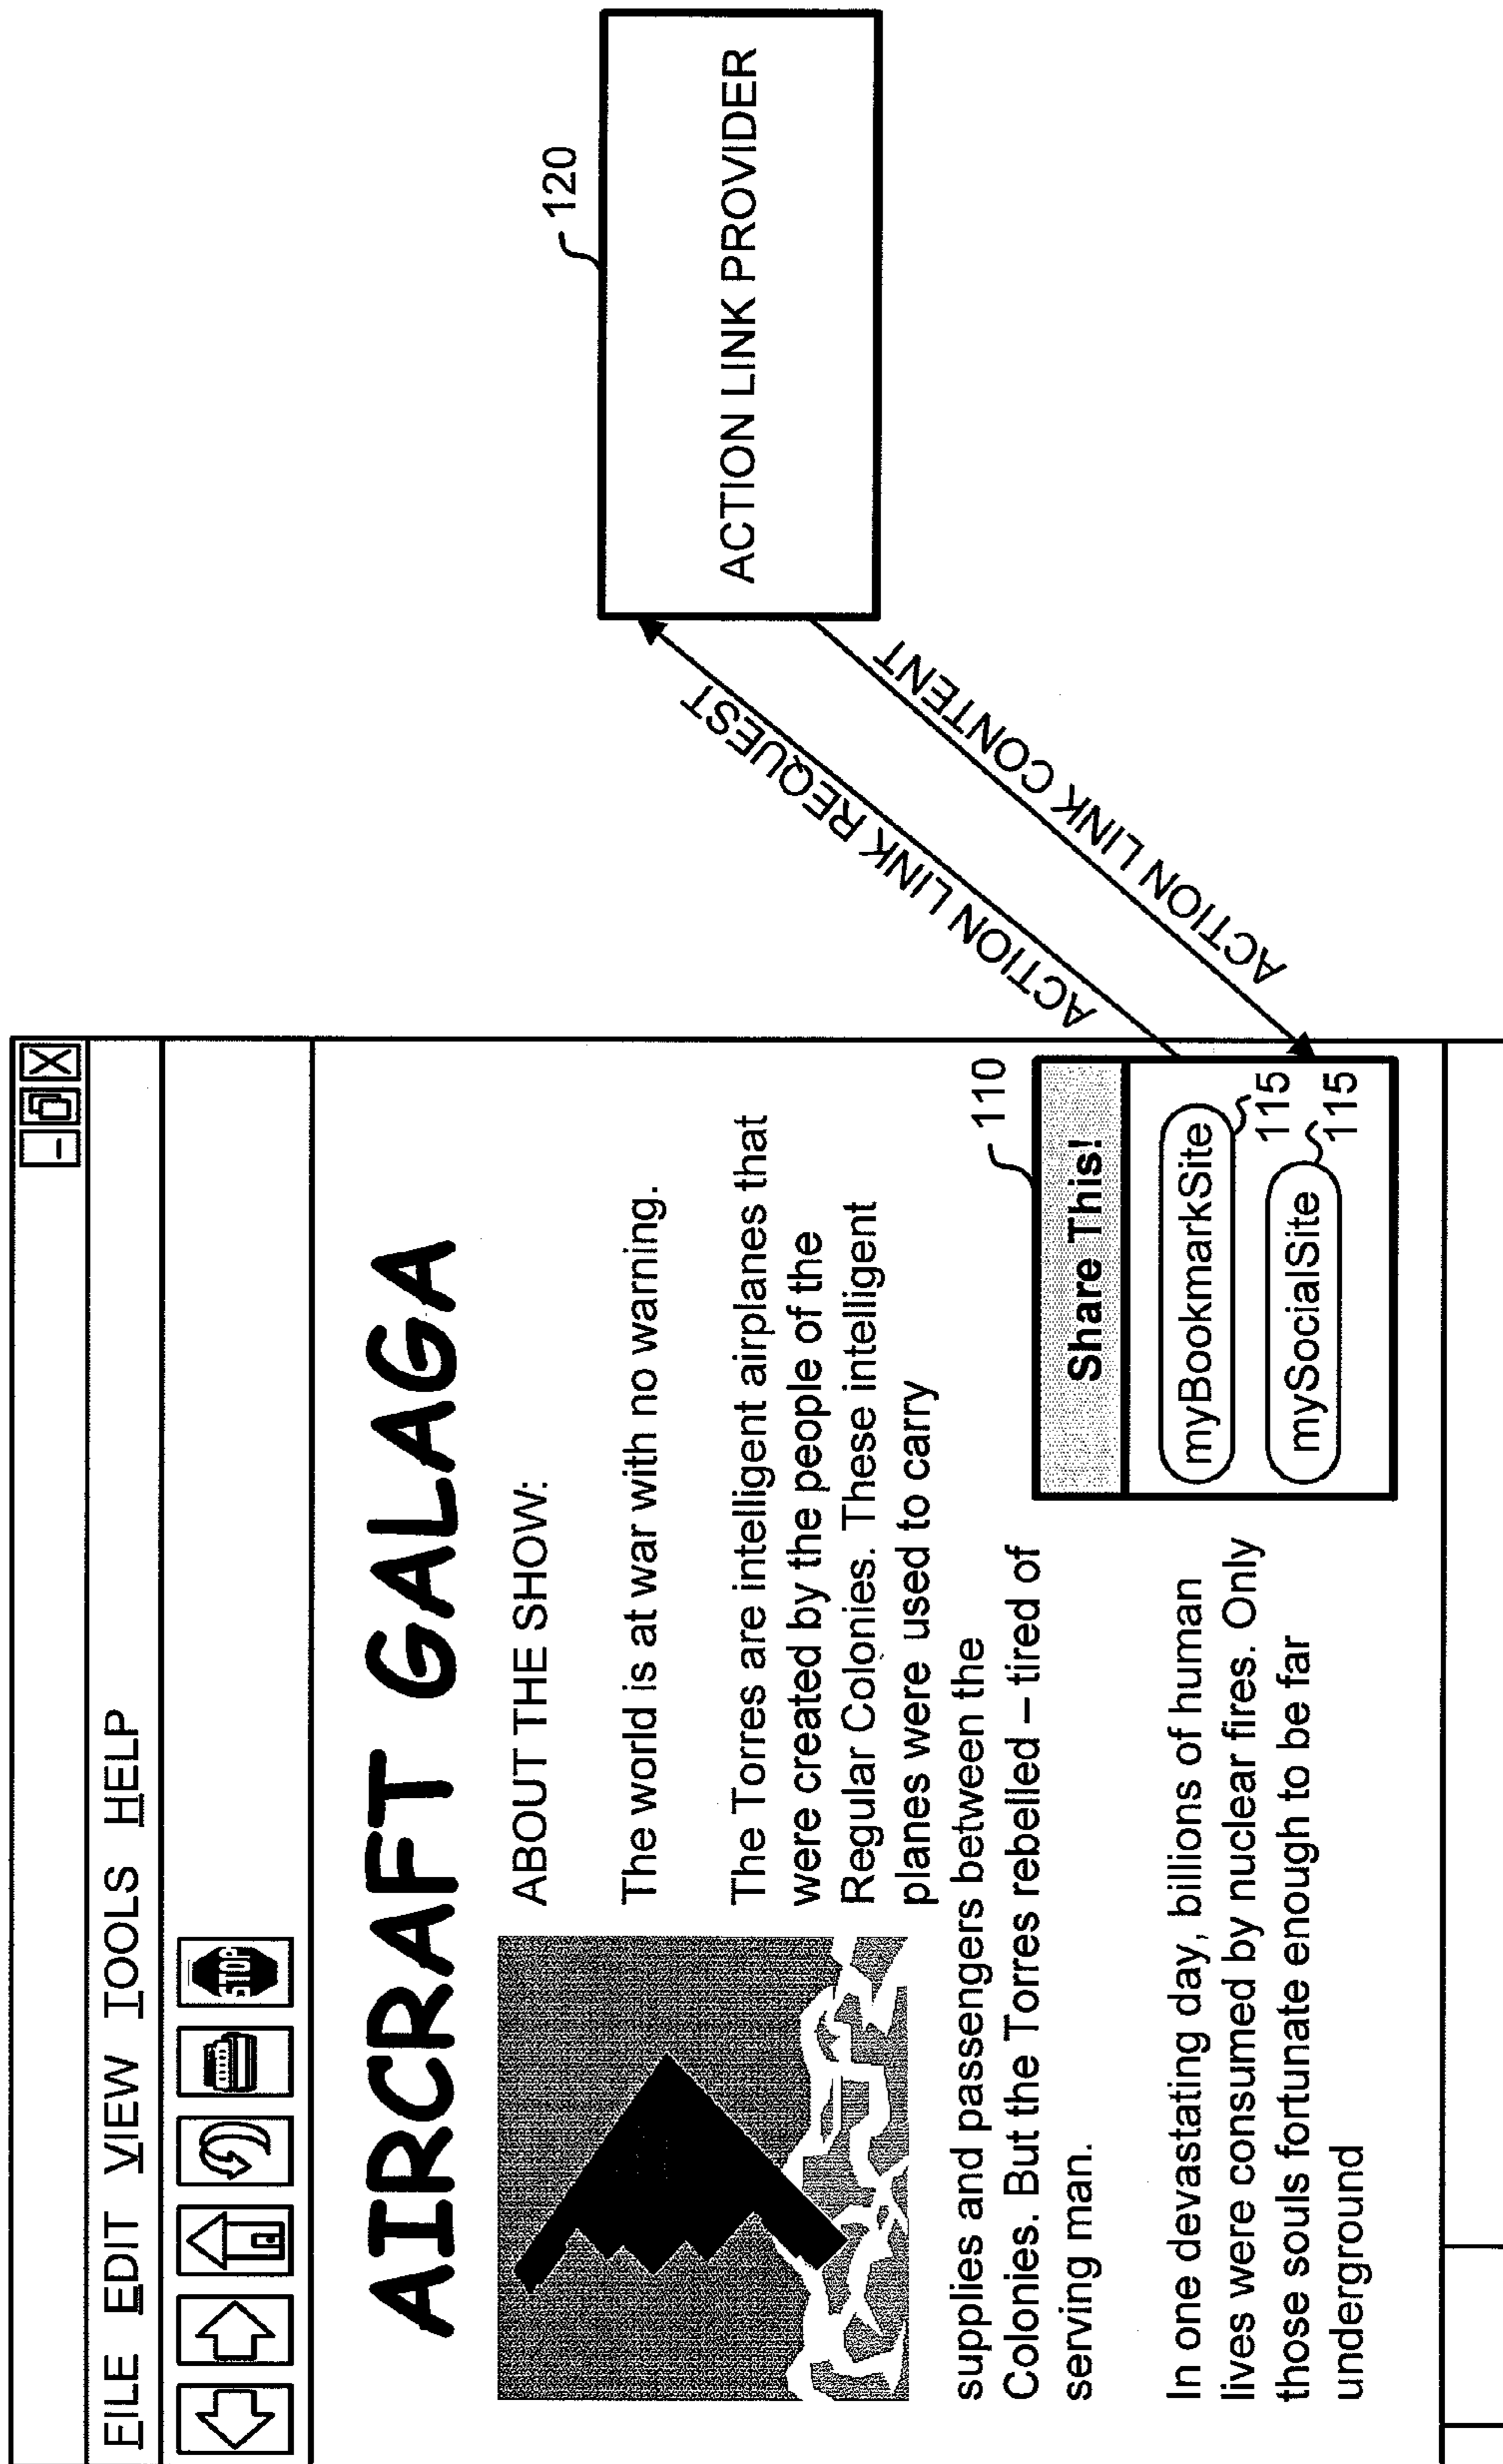 FILE EDIT VIEW TOOLS HELP
STOP
AIRCRAFT GALAGA
ABOUT THE SHOW:
The world is at war with no warning.
The Torres are intelligent airplanes that
were created by the people of the
Regular Colonies. These intelligent
planes were used to carry
supplies and passengers between the
Colonies. But the Torres rebelled – tired of
serving man.
In one devastating day, billions of human
lives were consumed by nuclear fires. Only
those souls fortunate enough to be far
underground
110
Share This!
myBookmarkSite
115
mySocialSite
115
ACTION LINK REQUEST
ACTION LINK CONTENT
120
ACTION LINK PROVIDER